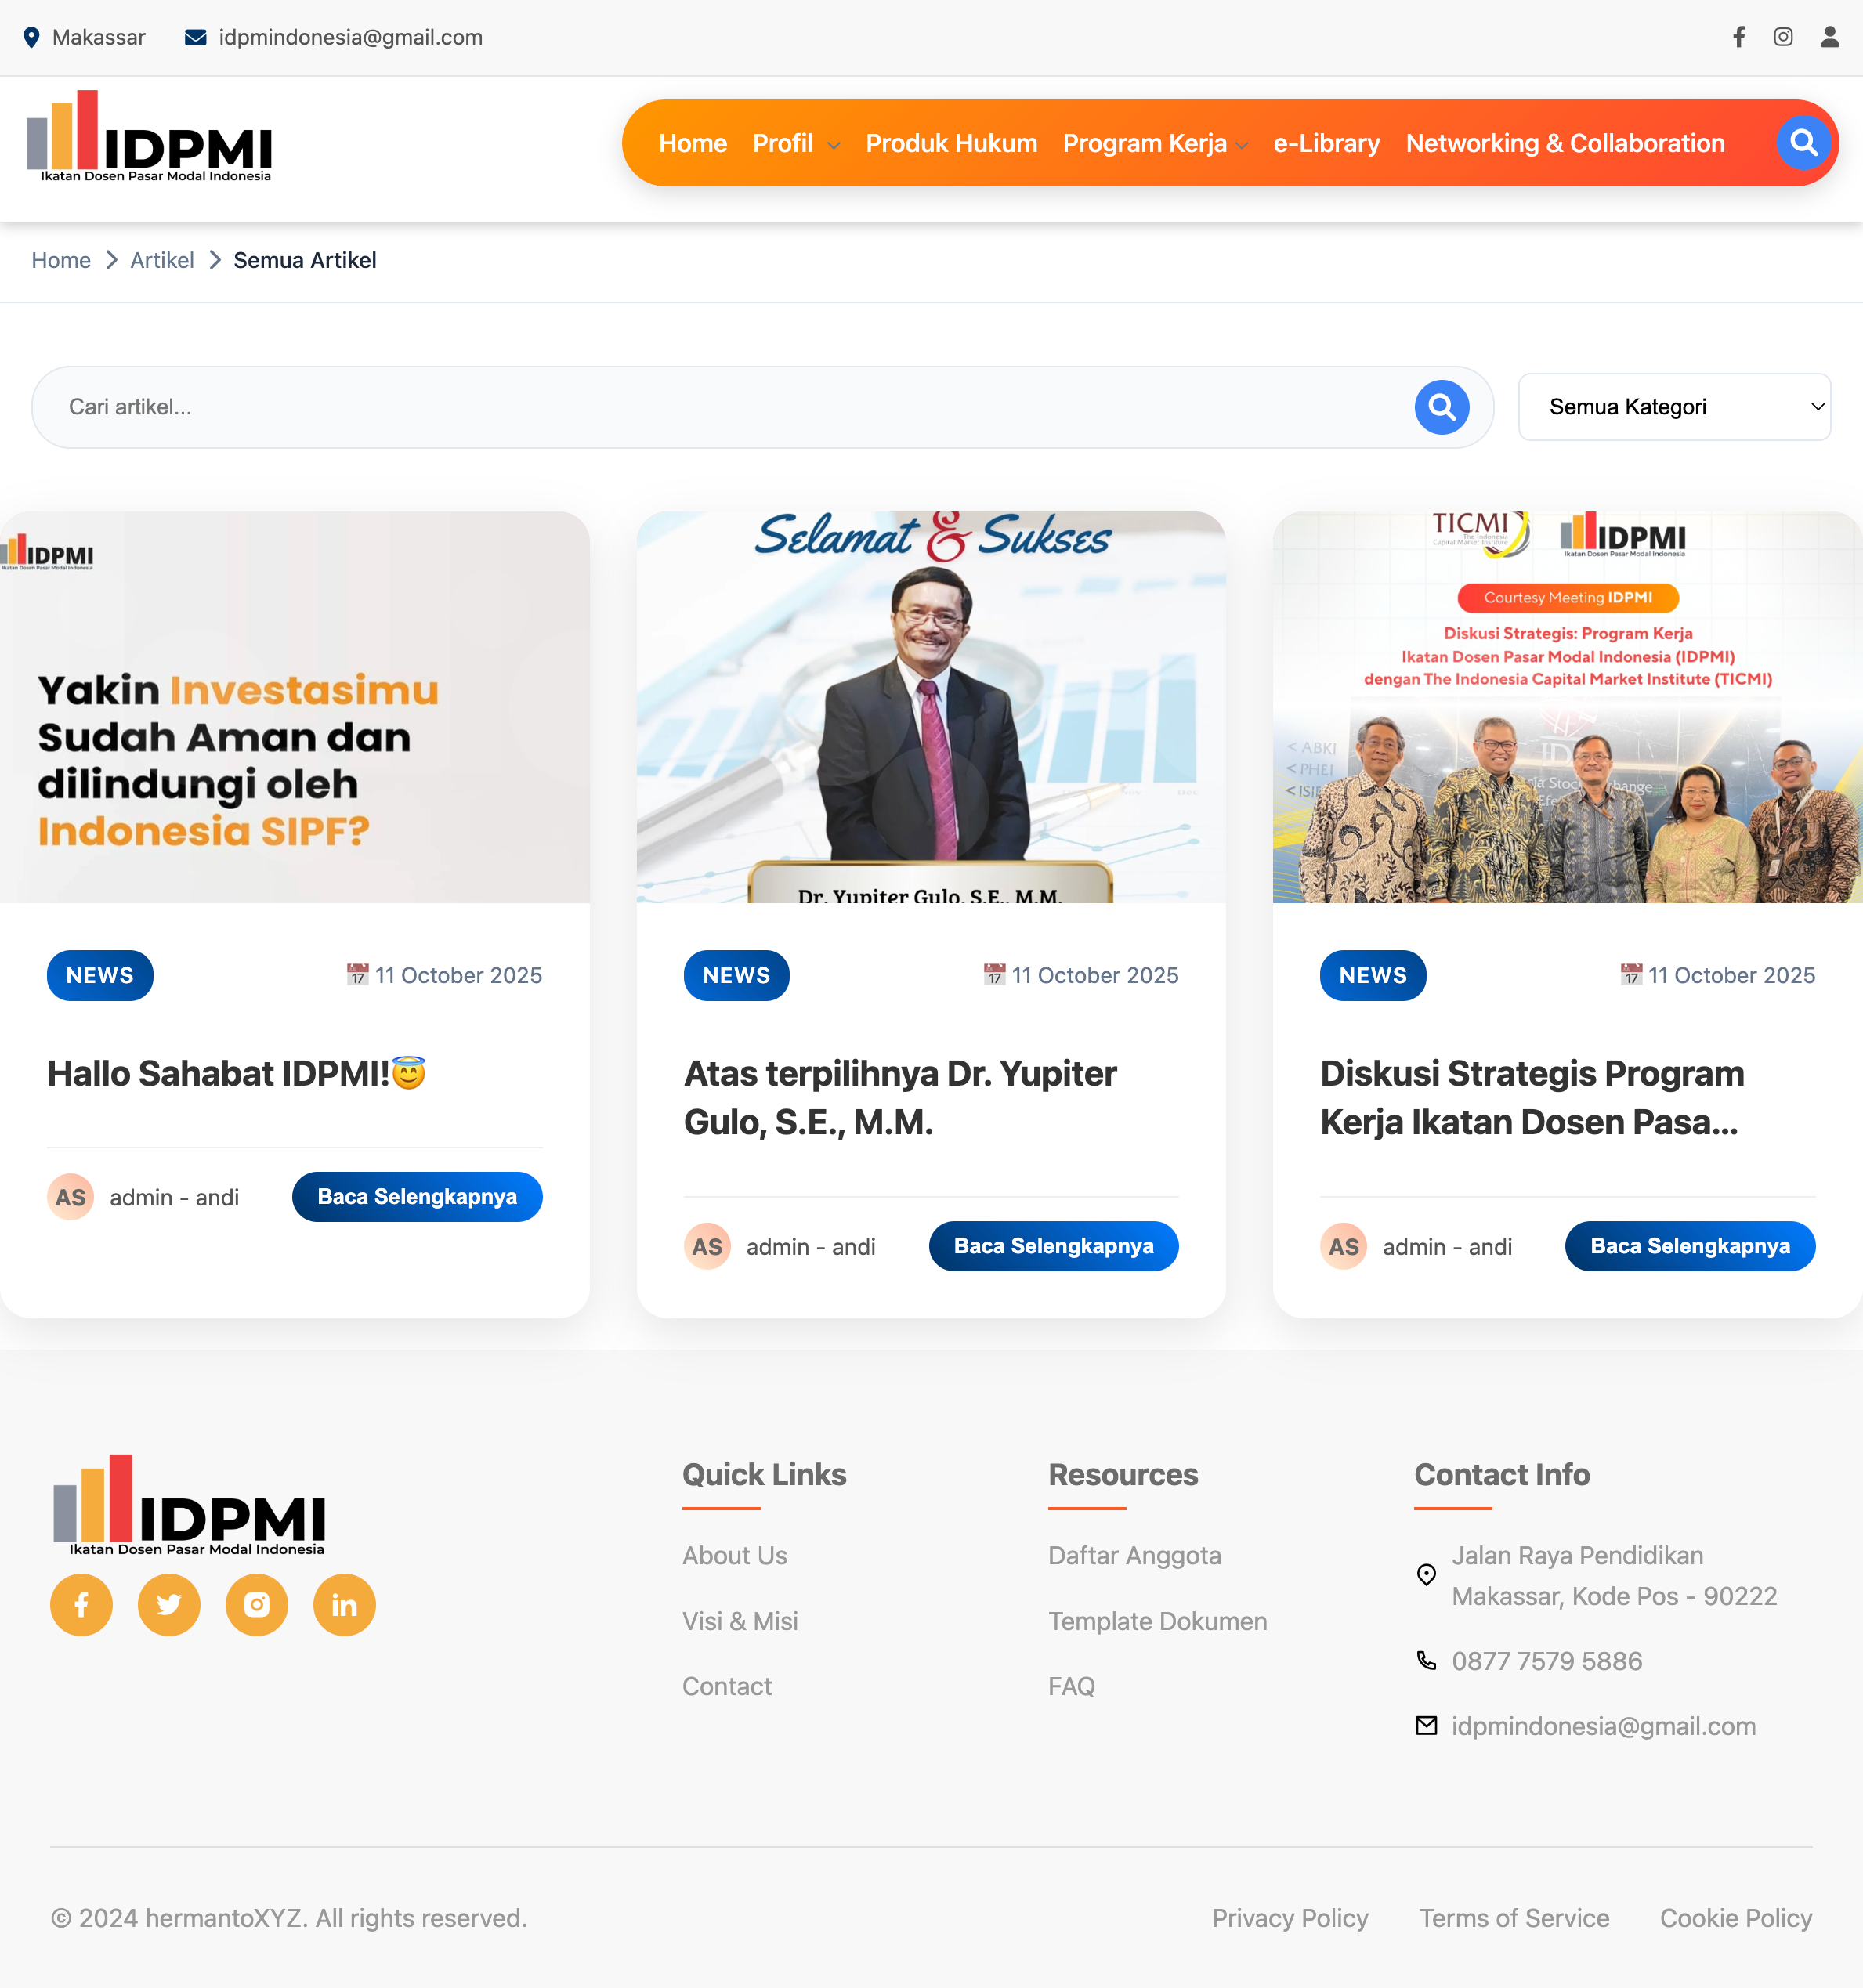 Makassar
idpmindonesia@gmail.com
IDPMI
Ikatan Dosen Pasar Modal Indonesia
Home
Profil
Produk Hukum
Program Kerja
e-Library
Networking & Collaboration
Home
Artikel
Semua Artikel
Cari artikel...
Semua Kategori
IDPMI
Ikatan Dosen Pasar Modal Indonesia
Yakin Investasimu
Sudah Aman dan
dilindungi oleh
Indonesia SIPF?
NEWS
11 October 2025
Hallo Sahabat IDPMI!😇
AS
admin - andi
Baca Selengkapnya
Selamat & Sukses
Dr. Yupiter Gulo, S.E., M.M.
NEWS
11 October 2025
Atas terpilihnya Dr. Yupiter
Gulo, S.E., M.M.
AS
admin - andi
Baca Selengkapnya
TICMI
The Indonesia
Capital Market Institute
IDPMI
Ikatan Dosen Pasar Modal Indonesia
Courtesy Meeting IDPMI
Diskusi Strategis: Program Kerja
Ikatan Dosen Pasar Modal Indonesia (IDPMI)
dengan The Indonesia Capital Market Institute (TICMI)
< ABKI
< PHEI
NEWS
11 October 2025
Diskusi Strategis Program
Kerja Ikatan Dosen Pasa...
AS
admin - andi
Baca Selengkapnya
IDPMI
Ikatan Dosen Pasar Modal Indonesia
Quick Links
About Us
Visi & Misi
Contact
Resources
Daftar Anggota
Template Dokumen
FAQ
Contact Info
Jalan Raya Pendidikan
Makassar, Kode Pos - 90222
0877 7579 5886
idpmindonesia@gmail.com
© 2024 hermantoXYZ. All rights reserved.
Privacy Policy
Terms of Service
Cookie Policy